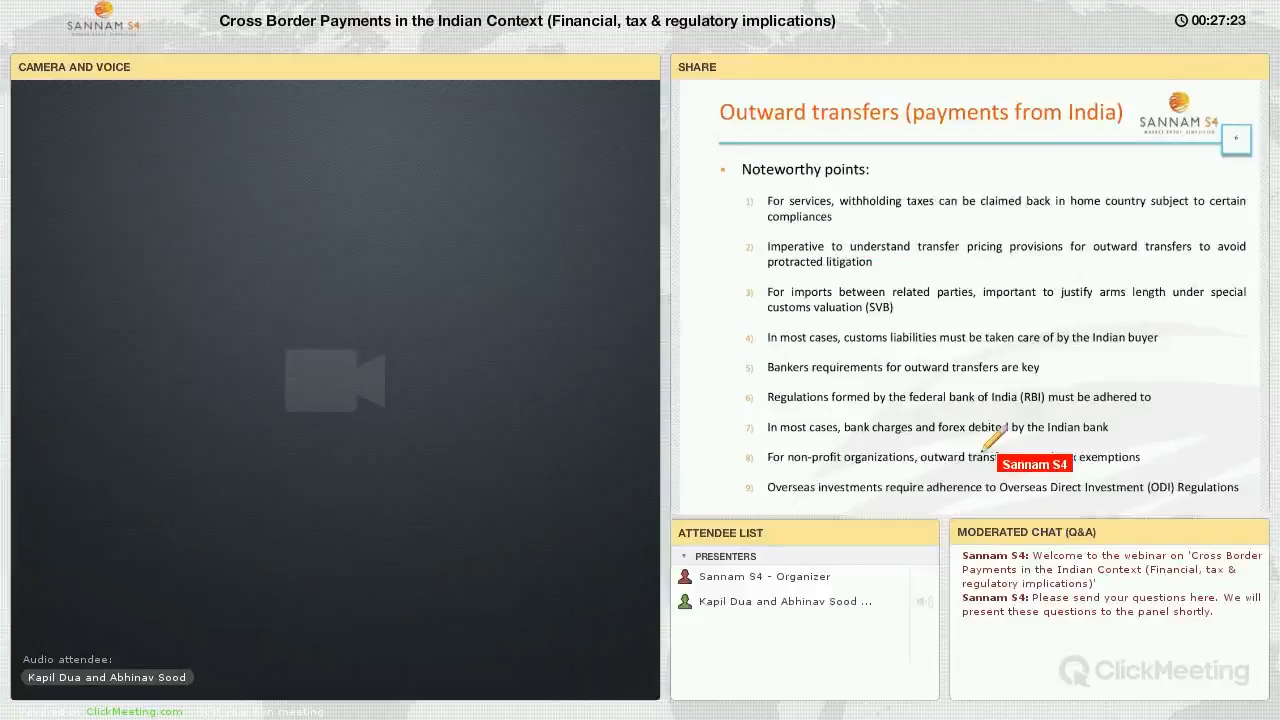 SANNAM S4
Cross Border Payments in the Indian Context (Financial, tax & regulatory implications)
00:27:23
CAMERA AND VOICE
Audio attendee:
Kapil Dua and Abhinav Sood
ClickMeeting.com
SHARE
Outward transfers (payments from India)
SANNAM S4
6
Noteworthy points:
1) For services, withholding taxes can be claimed back in home country subject to certain
compliances
2) Imperative to understand transfer pricing provisions for outward transfers to avoid
protracted litigation
3) For imports between related parties, important to justify arms length under special
customs valuation (SVB)
4) In most cases, customs liabilities must be taken care of by the Indian buyer
5) Bankers requirements for outward transfers are key
6) Regulations formed by the federal bank of India (RBI) must be adhered to
7) In most cases, bank charges and forex debited by the Indian bank
8) For non-profit organizations, outward exemptions
Sannam S4
9) Overseas investments require adherence to Overseas Direct Investment (ODI) Regulations
ATTENDEE LIST
PRESENTERS
Sannam S4 - Organizer
Kapil Dua and Abhinav Sood ...
MODERATED CHAT (Q&A)
Sannam S4: Welcome to the webinar on 'Cross Border
Payments in the Indian Context (Financial, tax &
regulatory implications)'
Sannam S4: Please send your questions here. We will
present these questions to the panel shortly.
ClickMeeting